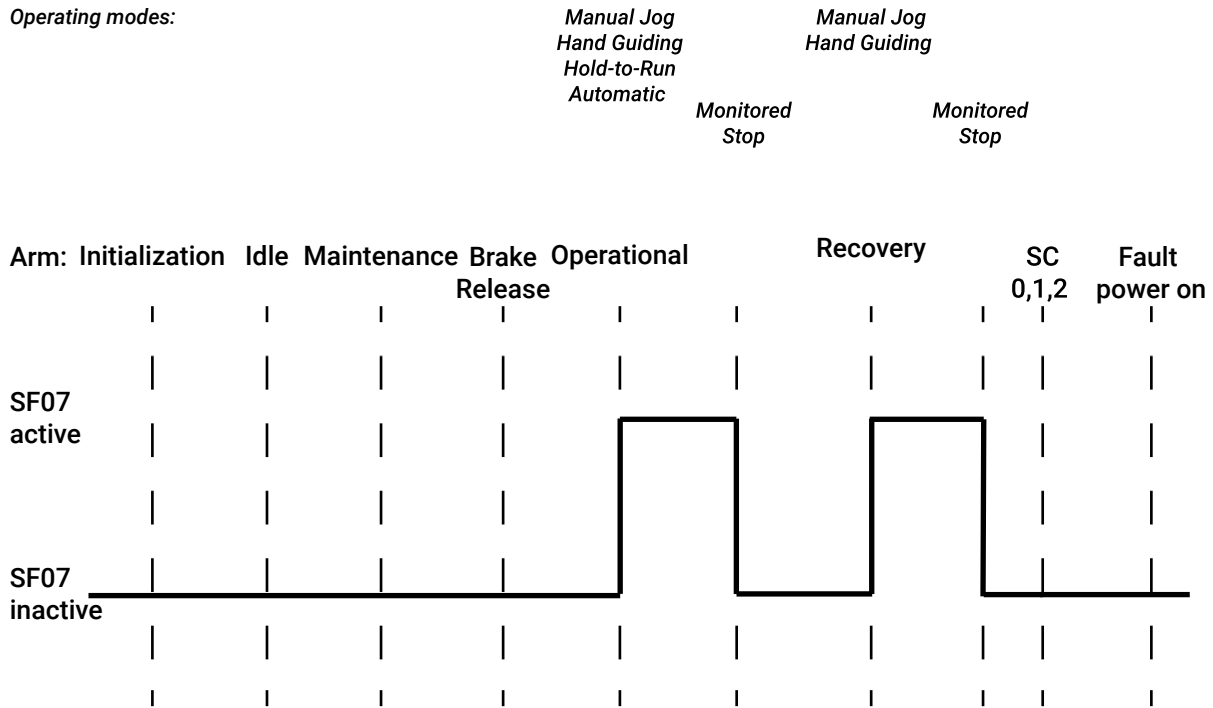 Operating modes:
Manual Jog
Hand Guiding
Hold-to-Run
Automatic
Monitored
Stop
Manual Jog
Hand Guiding
Monitored
Stop
Arm:
Initialization
Idle
Maintenance
Brake
Release
Operational
Recovery
SC
0,1,2
Fault
power on
SF07
active
SF07
inactive